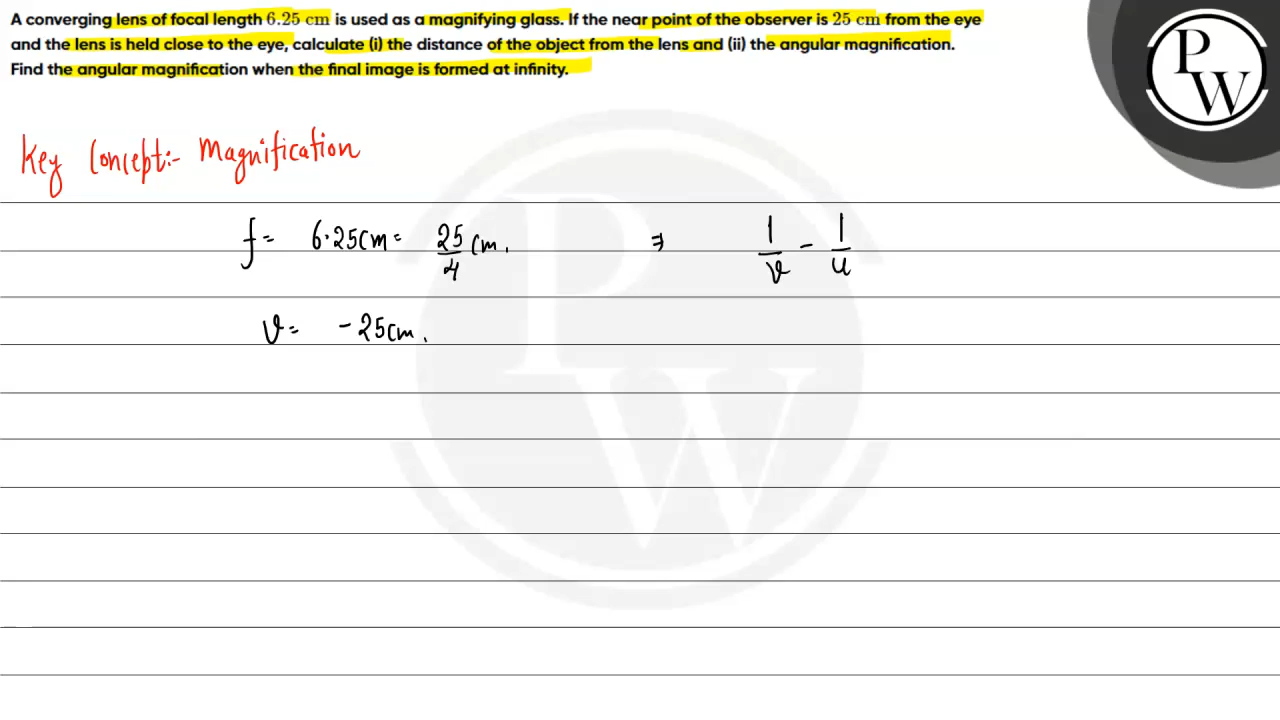 A converging lens of focal length 6.25 cm is used as a magnifying glass. If the near point of the observer is 25 cm from the eye
and the lens is held close to the eye, calculate (i) the distance of the object from the lens and (ii) the angular magnification.
Find the angular magnification when the final image is formed at infinity.
P
W
Key Concept:- Magnification
f = 6.25cm = 25/4 cm. ⇒ 1/v - 1/u
v = -25cm.